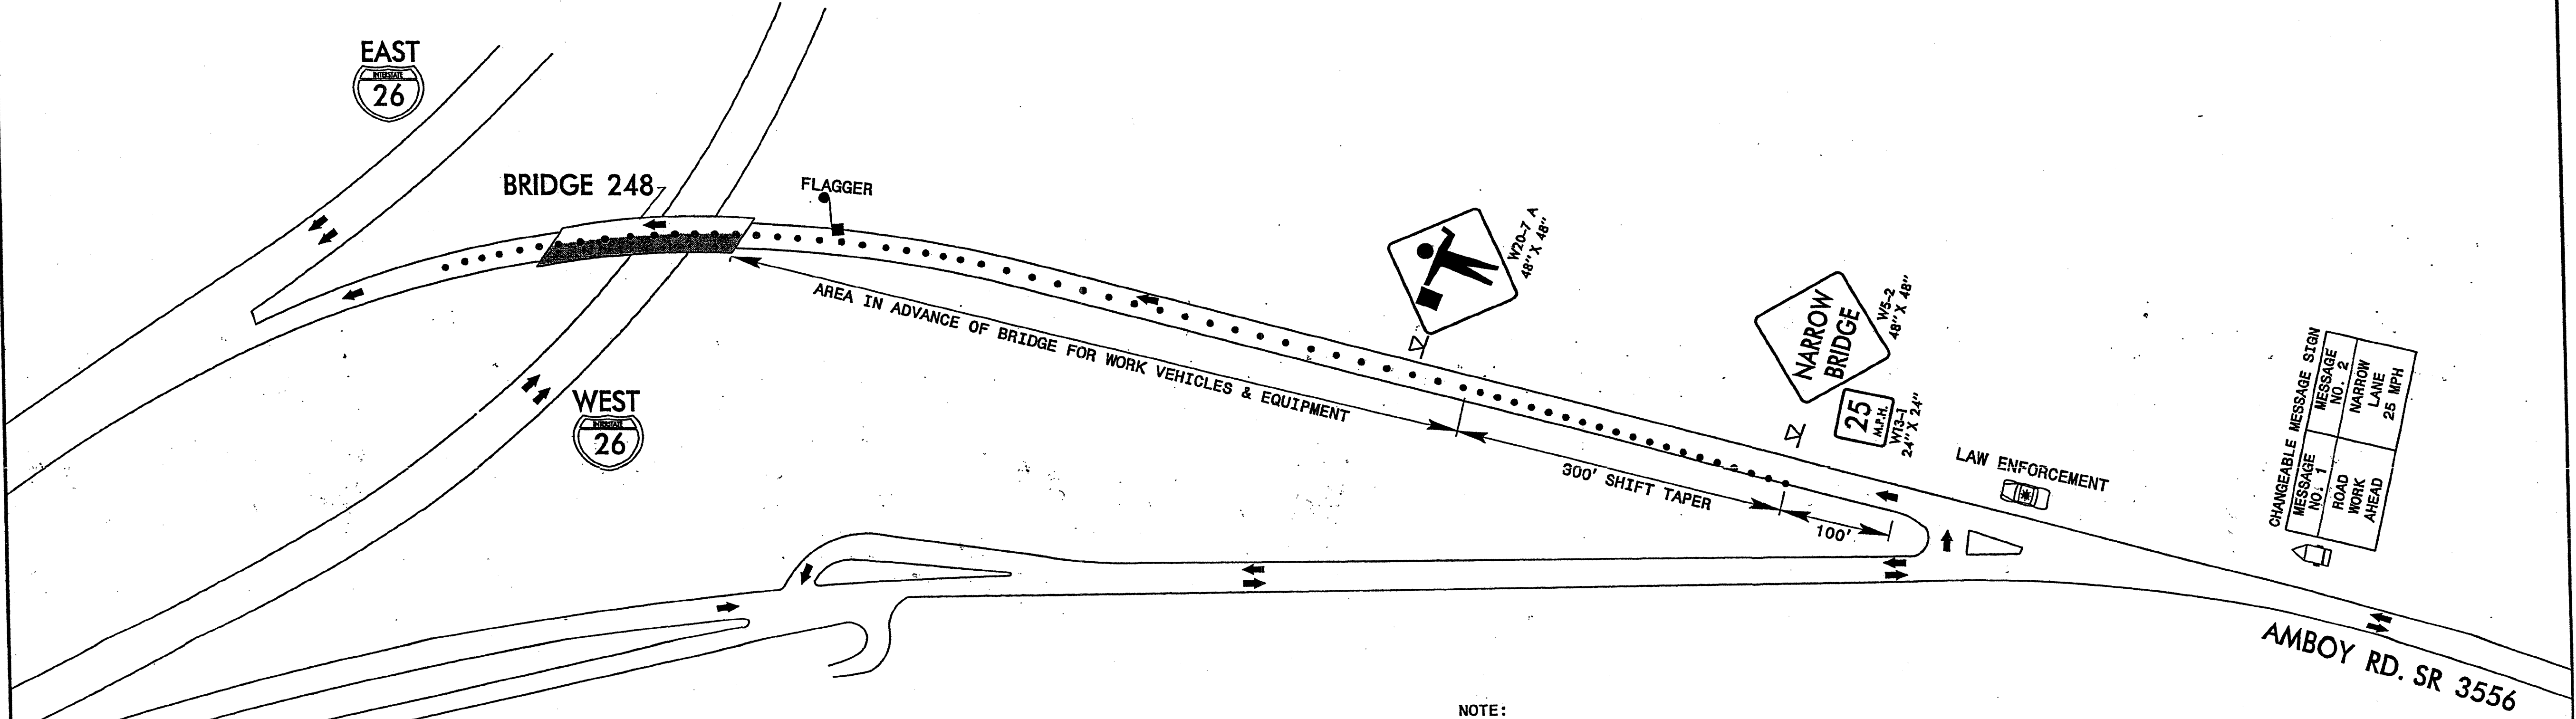 EAST
INTERSTATE
26
BRIDGE 248
FLAGGER
W20-7 A
48" X 48"
AREA IN ADVANCE OF BRIDGE FOR WORK VEHICLES & EQUIPMENT
NARROW
BRIDGE
W5-2
48" X 48"
25
M.P.H.
W13-1
24" X 24"
LAW ENFORCEMENT
CHANGEABLE MESSAGE SIGN
MESSAGE
NO. 1
MESSAGE
NO. 2
ROAD
WORK
AHEAD
NARROW
LANE
25 MPH
WEST
INTERSTATE
26
300' SHIFT TAPER
100'
AMBOY RD. SR 3556
NOTE: